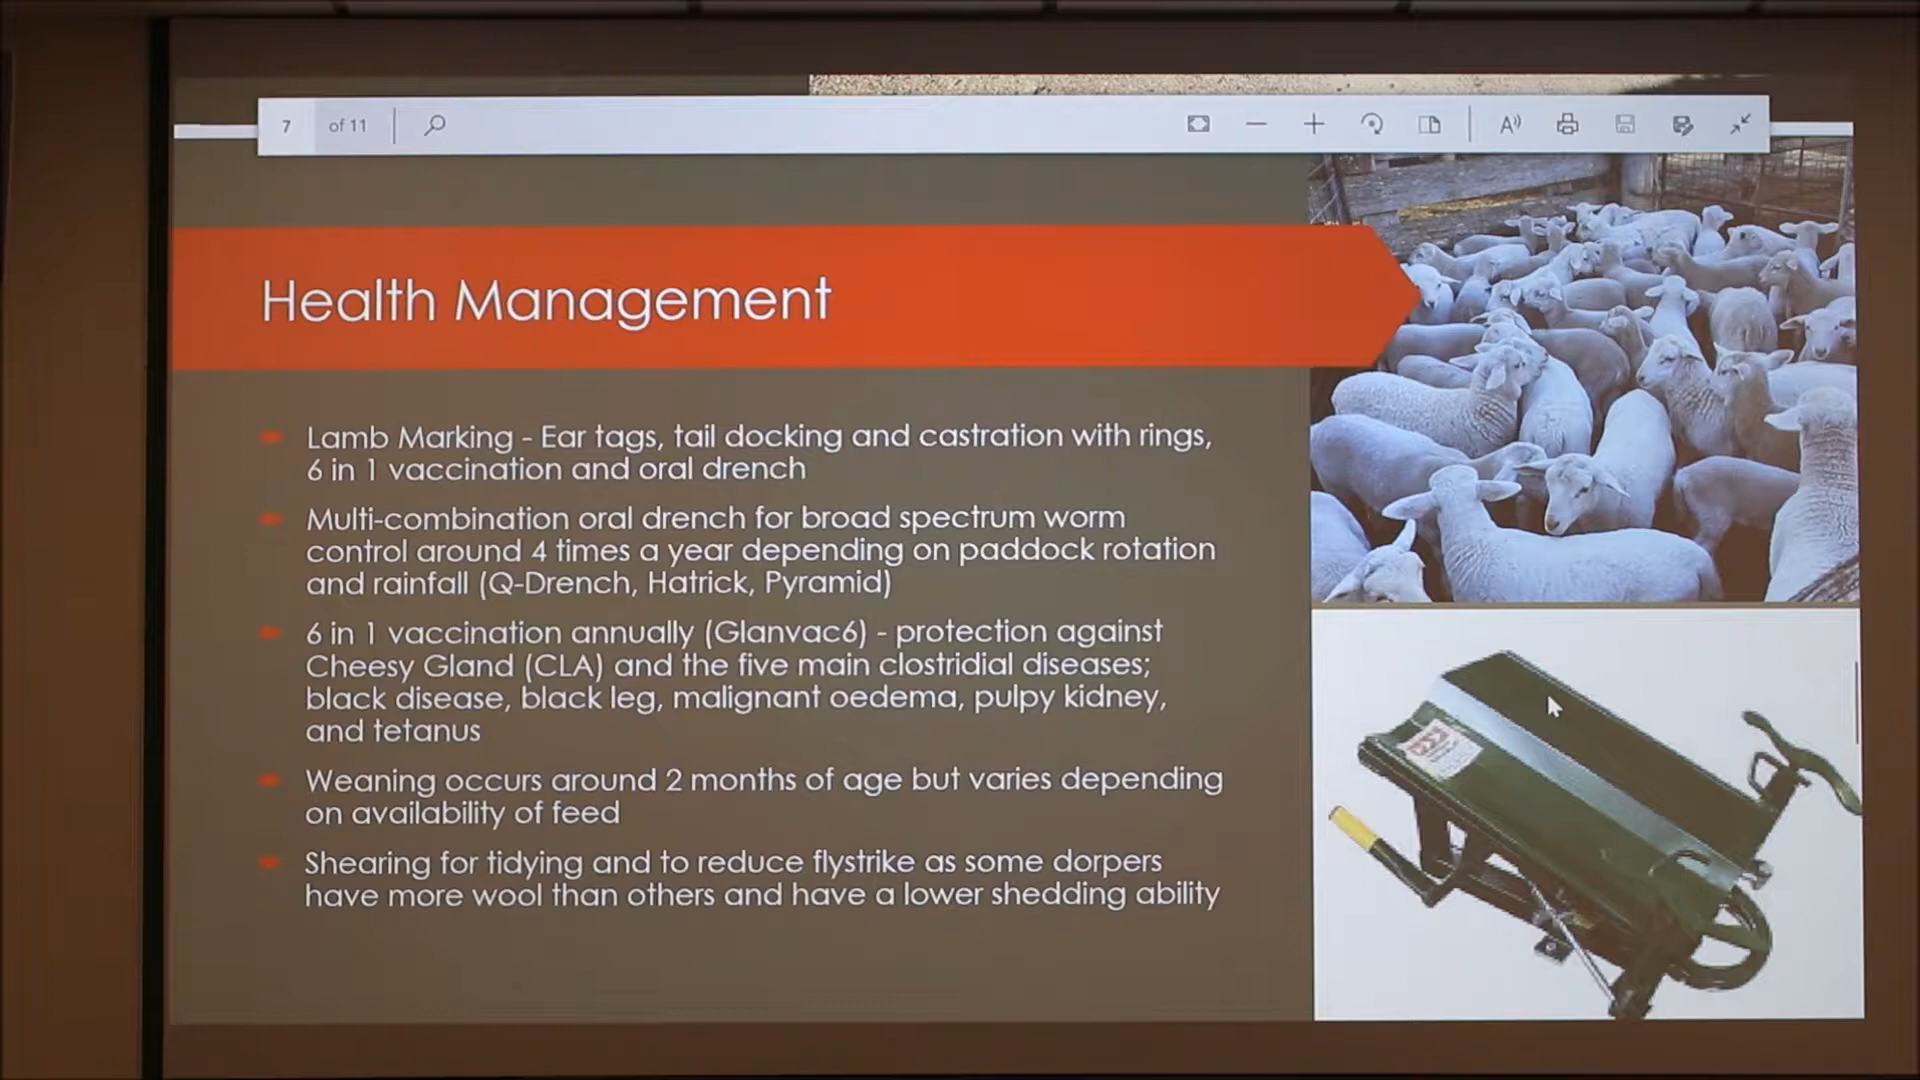 7 of 11
Health Management
Lamb Marking - Ear tags, tail docking and castration with rings,
6 in 1 vaccination and oral drench
Multi-combination oral drench for broad spectrum worm
control around 4 times a year depending on paddock rotation
and rainfall (Q-Drench, Hatrick, Pyramid)
6 in 1 vaccination annually (Glanvac6) - protection against
Cheesy Gland (CLA) and the five main clostridial diseases;
black disease, black leg, malignant oedema, pulpy kidney,
and tetanus
Weaning occurs around 2 months of age but varies depending
on availability of feed
Shearing for tidying and to reduce flystrike as some dorpers
have more wool than others and have a lower shedding ability